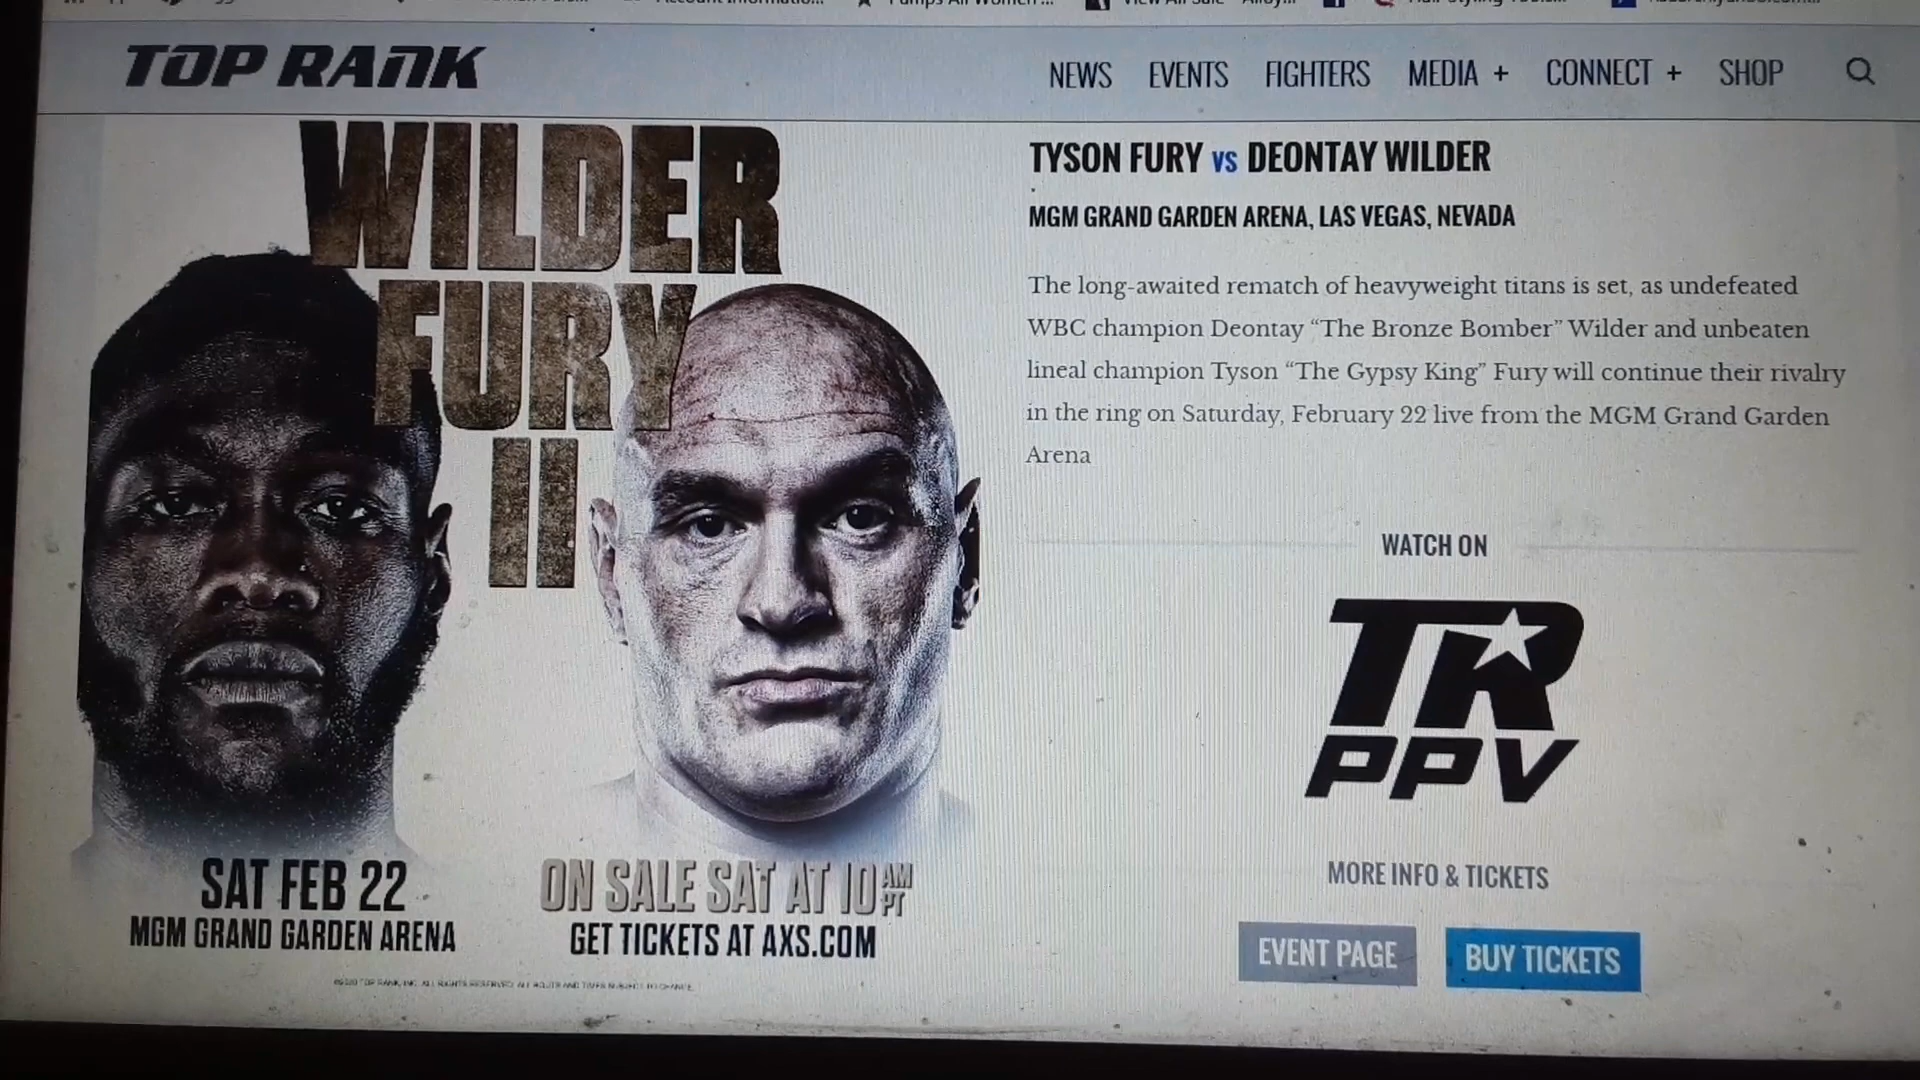 TOP RANK
NEWS EVENTS FIGHTERS MEDIA + CONNECT + SHOP
WILDER
FURY
II
SAT FEB 22
MGM GRAND GARDEN ARENA
ON SALE SAT AT 10 AM PT
GET TICKETS AT AXS.COM
TYSON FURY vs DEONTAY WILDER
MGM GRAND GARDEN ARENA, LAS VEGAS, NEVADA
The long-awaited rematch of heavyweight titans is set, as undefeated
WBC champion Deontay “The Bronze Bomber” Wilder and unbeaten
lineal champion Tyson “The Gypsy King” Fury will continue their rivalry
in the ring on Saturday, February 22 live from the MGM Grand Garden
Arena
WATCH ON
TR
PPV
MORE INFO & TICKETS
EVENT PAGE BUY TICKETS